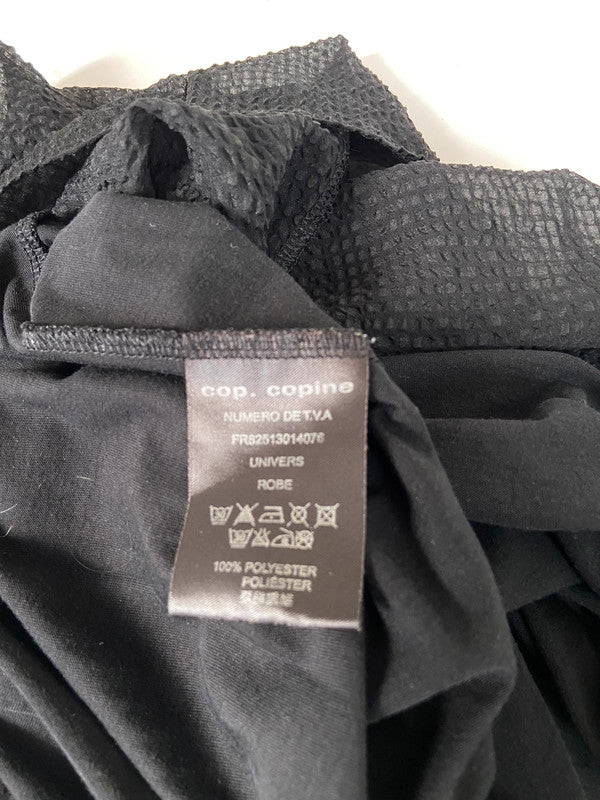 cop. copine
NUMERO DE T.V.A
FR82513014076
UNIVERS
ROBE
100% POLYESTER
POLIÉSTER